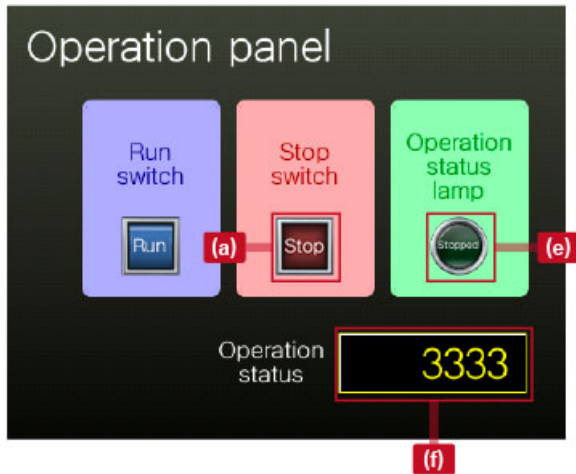 Operation panel
Run
switch
Stop
switch
Operation
status
lamp
Run
(a)
Stop
Stopped
(e)
Operation
status
3333
(f)